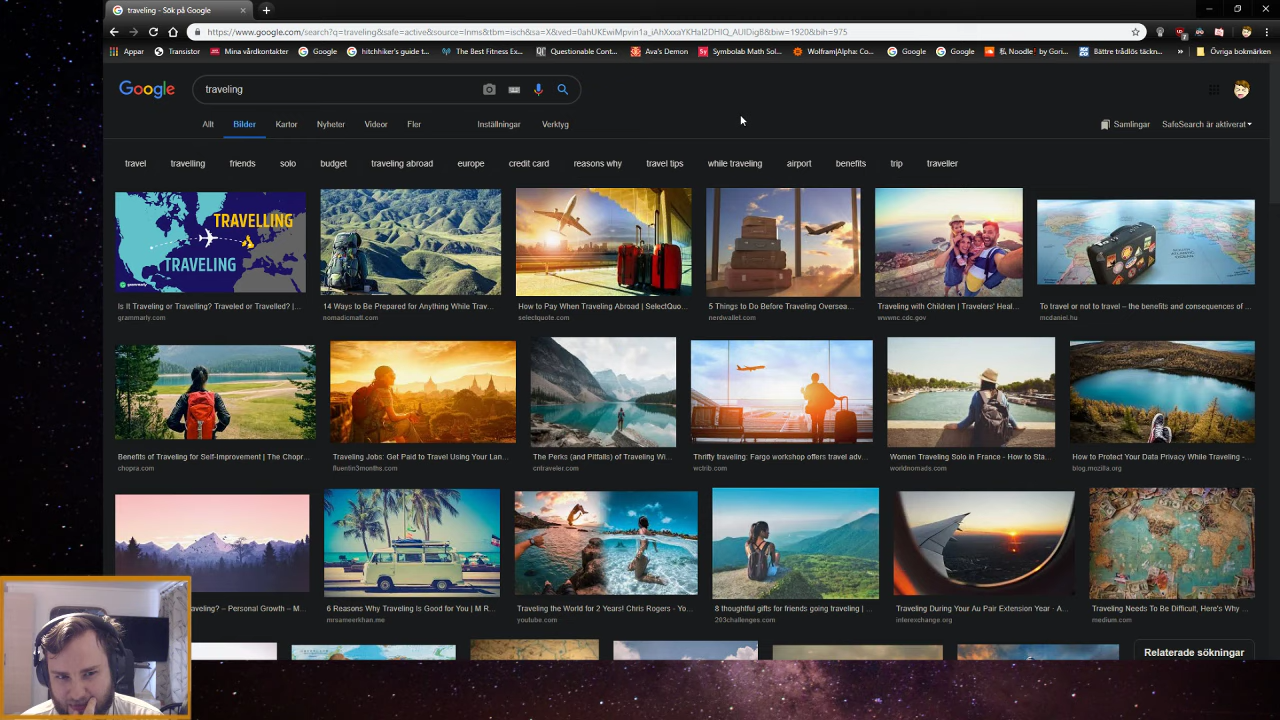 traveling - Sök på Google
https://www.google.com/search?q=traveling&safe=active&source=lnms&tbm=isch&sa=X&ved=0ahUKEwiMpvin1a_iAhXxxaYKHaI2DHIQ_AUIDigB&biw=1920&bih=975
Appar Transistor Mina vårdkontakter Google hitchhiker's guide t... The Best Fitness Ex... Questionable Cont... Ava's Demon Symbolab Math Sol... Wolfram|Alpha: Co... Google Google Noodle' by Gori... Bättre trådlös täckn... » Övriga bokmärken
Google traveling
Allt Bilder Kartor Nyheter Videor Fler Inställningar Verktyg Samlingar SafeSearch är aktiverat
travel travelling friends solo budget traveling abroad europe credit card reasons why travel tips while traveling airport benefits trip traveller
TRAVELLING
TRAVELING
grammarly
Is It Traveling or Travelling? Traveled or Travelled? |...
grammarly.com
14 Ways to Be Prepared for Anything While Trav...
nomadicmatt.com
How to Pay When Traveling Abroad | SelectQuo...
selectquote.com
5 Things to Do Before Traveling Oversea...
nerdwallet.com
Traveling with Children | Travelers' Heal...
wwwnc.cdc.gov
To travel or not to travel – the benefits and consequences of ...
mcdaniel.hu
Benefits of Traveling for Self-Improvement | The Chopr...
chopra.com
Traveling Jobs: Get Paid to Travel Using Your Lan...
fluentin3months.com
The Perks (and Pitfalls) of Traveling Wi...
cntraveler.com
Thrifty traveling: Fargo workshop offers travel adv...
wctrib.com
Women Traveling Solo in France - How to Sta...
worldnomads.com
How to Protect Your Data Privacy While Traveling -...
blog.mozilla.org
aveling? – Personal Growth – M...
6 Reasons Why Traveling Is Good for You | M R...
mrsameerkhan.me
Traveling the World for 2 Years! Chris Rogers - Yo...
youtube.com
8 thoughtful gifts for friends going traveling | ...
203challenges.com
Traveling During Your Au Pair Extension Year - A...
interexchange.org
Traveling Needs To Be Difficult, Here's Why ...
medium.com
Relaterade sökningar